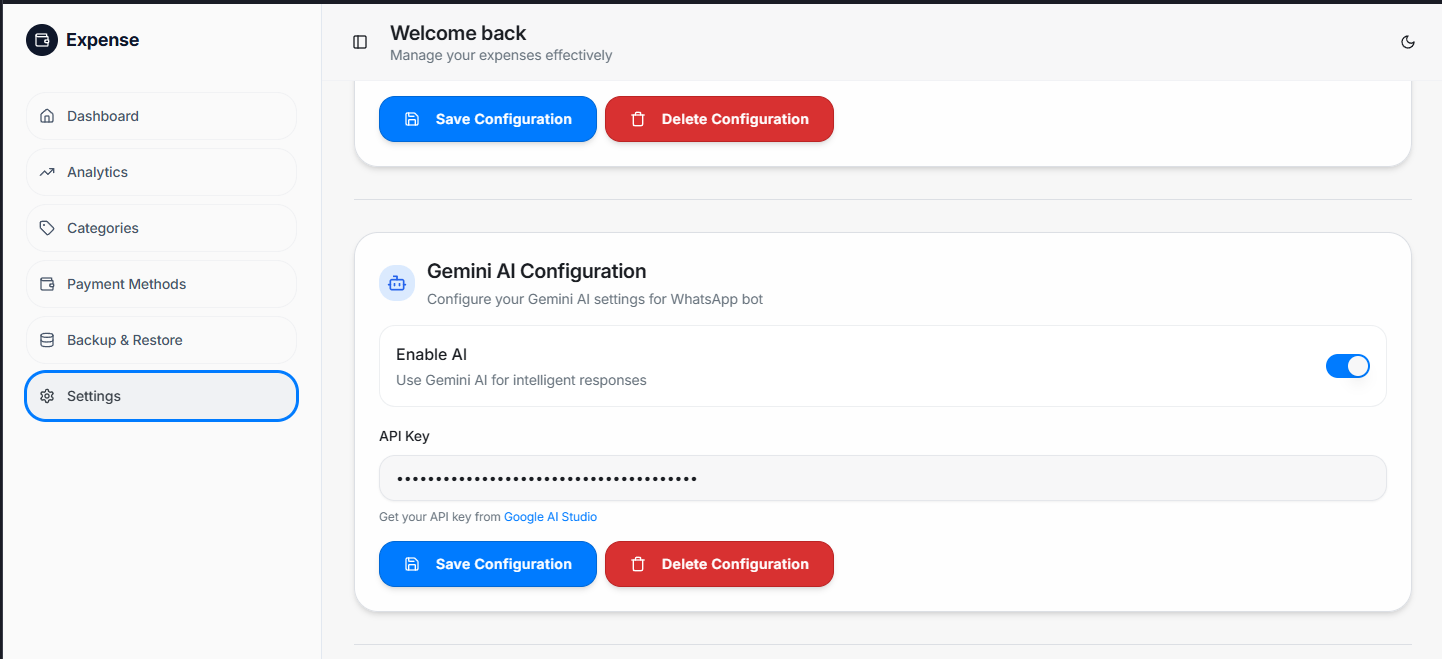 Expense
Dashboard
Analytics
Categories
Payment Methods
Backup & Restore
Settings
Welcome back
Manage your expenses effectively
Save Configuration
Delete Configuration
Gemini AI Configuration
Configure your Gemini AI settings for WhatsApp bot
Enable AI
Use Gemini AI for intelligent responses
API Key
•••••••••••••••••••••••••••••••••••••••
Get your API key from Google AI Studio
Save Configuration
Delete Configuration